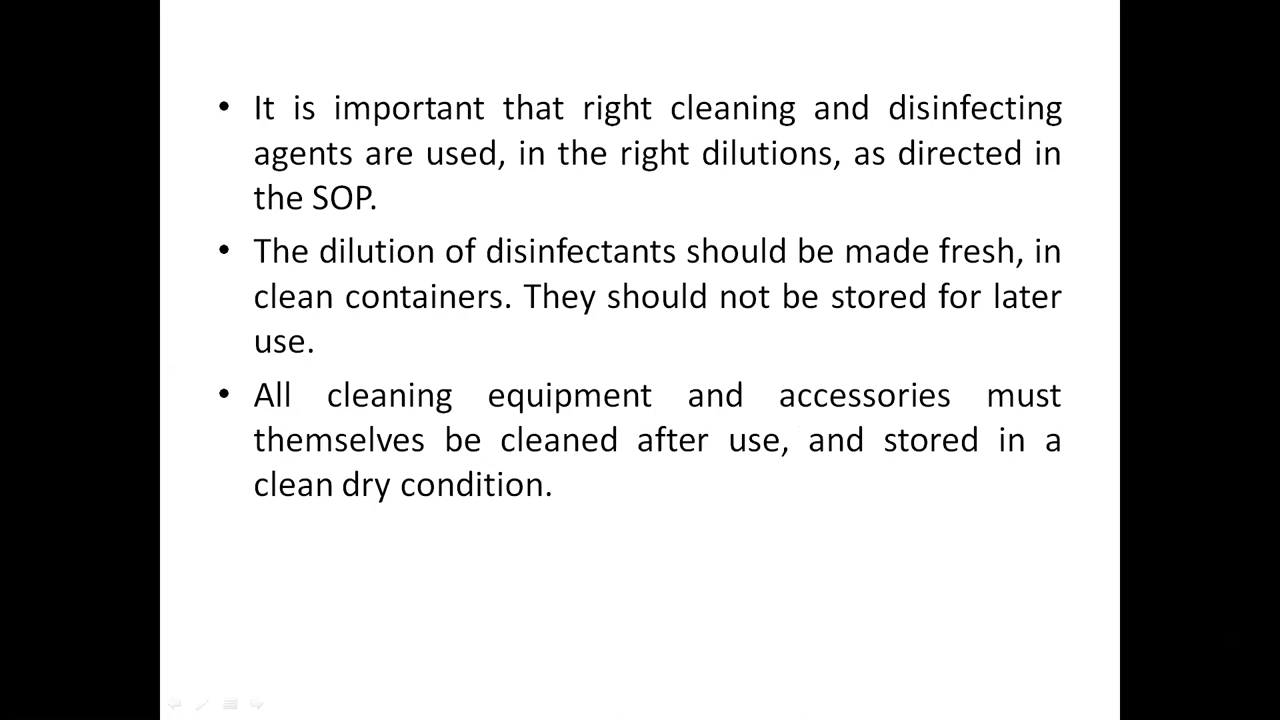 • It is important that right cleaning and disinfecting
agents are used, in the right dilutions, as directed in
the SOP.
• The dilution of disinfectants should be made fresh, in
clean containers. They should not be stored for later
use.
• All cleaning equipment and accessories must
themselves be cleaned after use, and stored in a
clean dry condition.